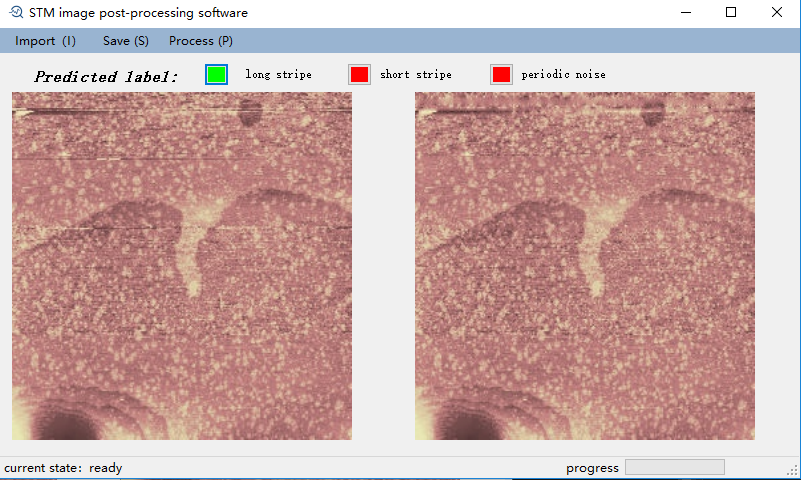 STM image post-processing software
Import (I) Save (S) Process (P)
Predicted label: long stripe short stripe periodic noise
current state: ready progress